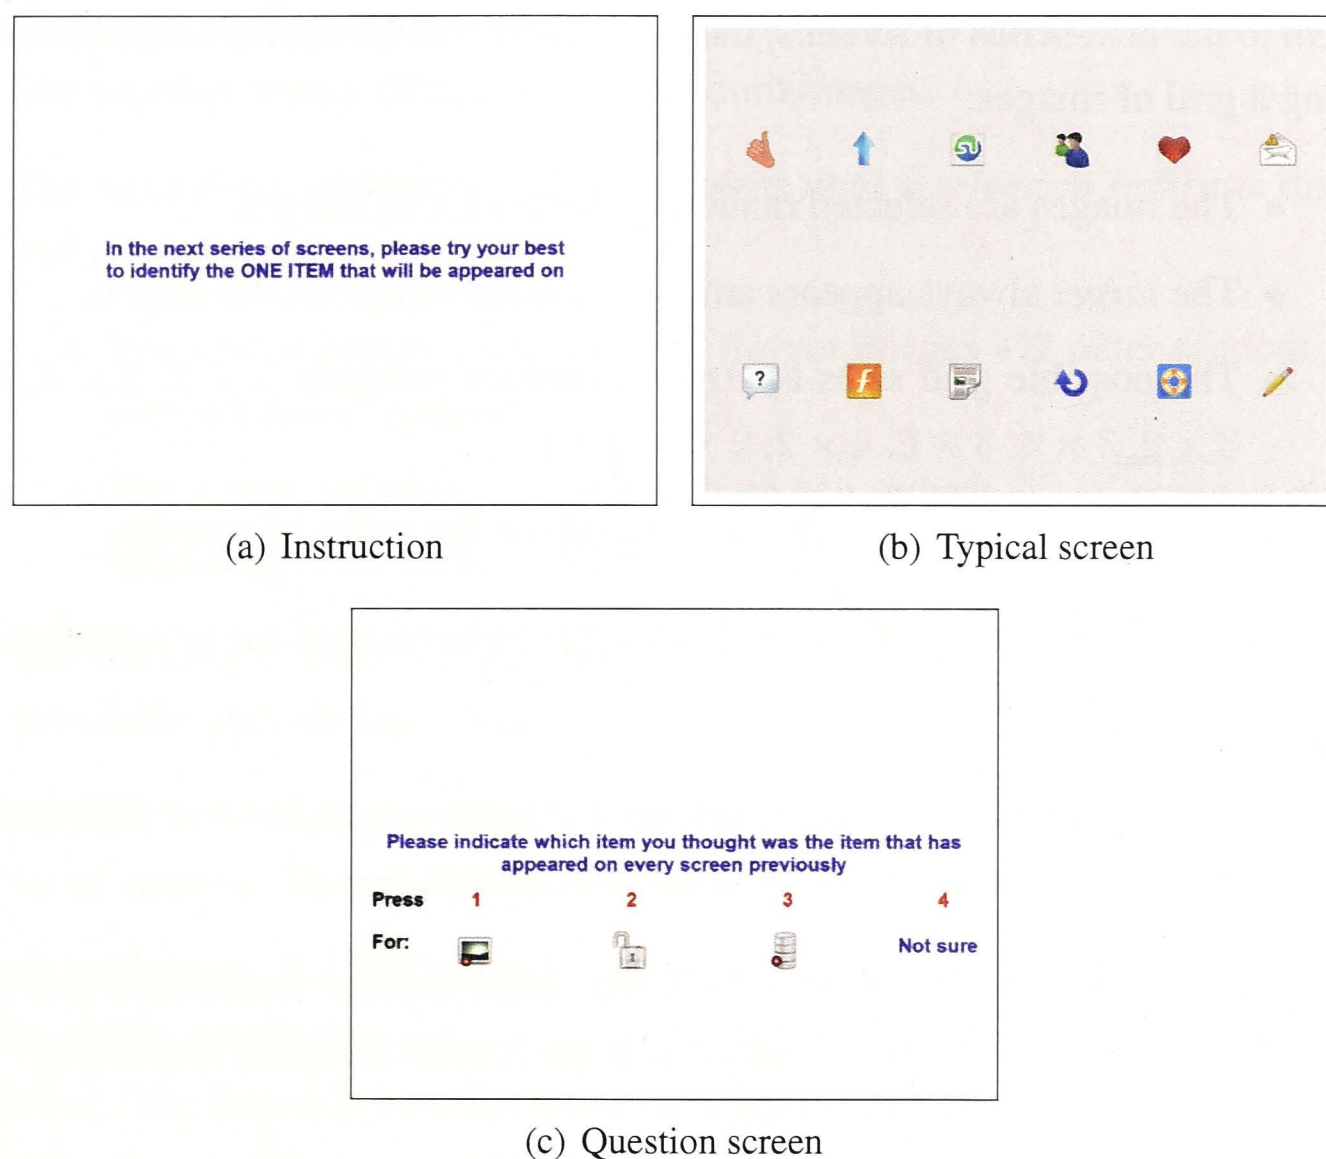 In the next series of screens, please try your best
to identify the ONE ITEM that will be appeared on
SU
?
f
(a) Instruction
(b) Typical screen
Please indicate which item you thought was the item that has
appeared on every screen previously
Press 1 2 3 4
For: Not sure
(c) Question screen